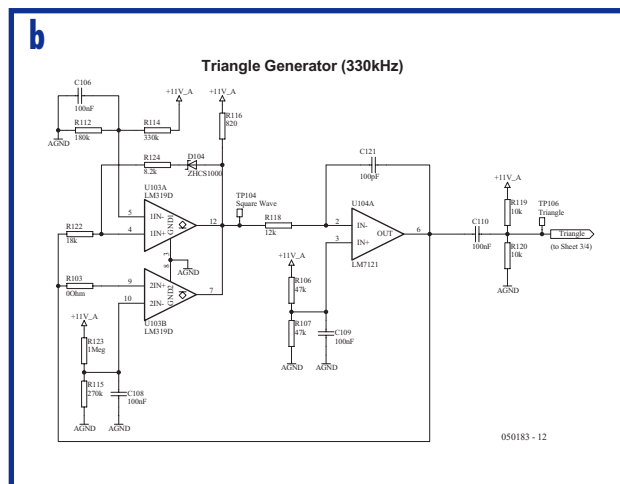 b
Triangle Generator (330kHz)
C106
100nF
+11V_A
+11V_A
R112
180k
R114
330k
R116
820
AGND
R124
8.2k
D104
ZHCS1000
C121
100pF
U103A
LM319D
TP104
Square Wave
U104A
+11V_A
R119
10k
TP106
Triangle
5
1IN-
4
1IN+
GND1
12
R118
12k
2
IN-
3
IN+
OUT
6
LM7121
C110
100nF
Triangle
(to Sheet 3/4)
R122
18k
3
8
AGND
R120
10k
AGND
R103
0Ohm
9
2IN+
10
2IN-
GND2
7
U103B
LM319D
+11V_A
R106
47k
R107
47k
C109
100nF
AGND
AGND
+11V_A
R123
1Meg
R115
270k
C108
100nF
AGND
AGND
050183 - 12